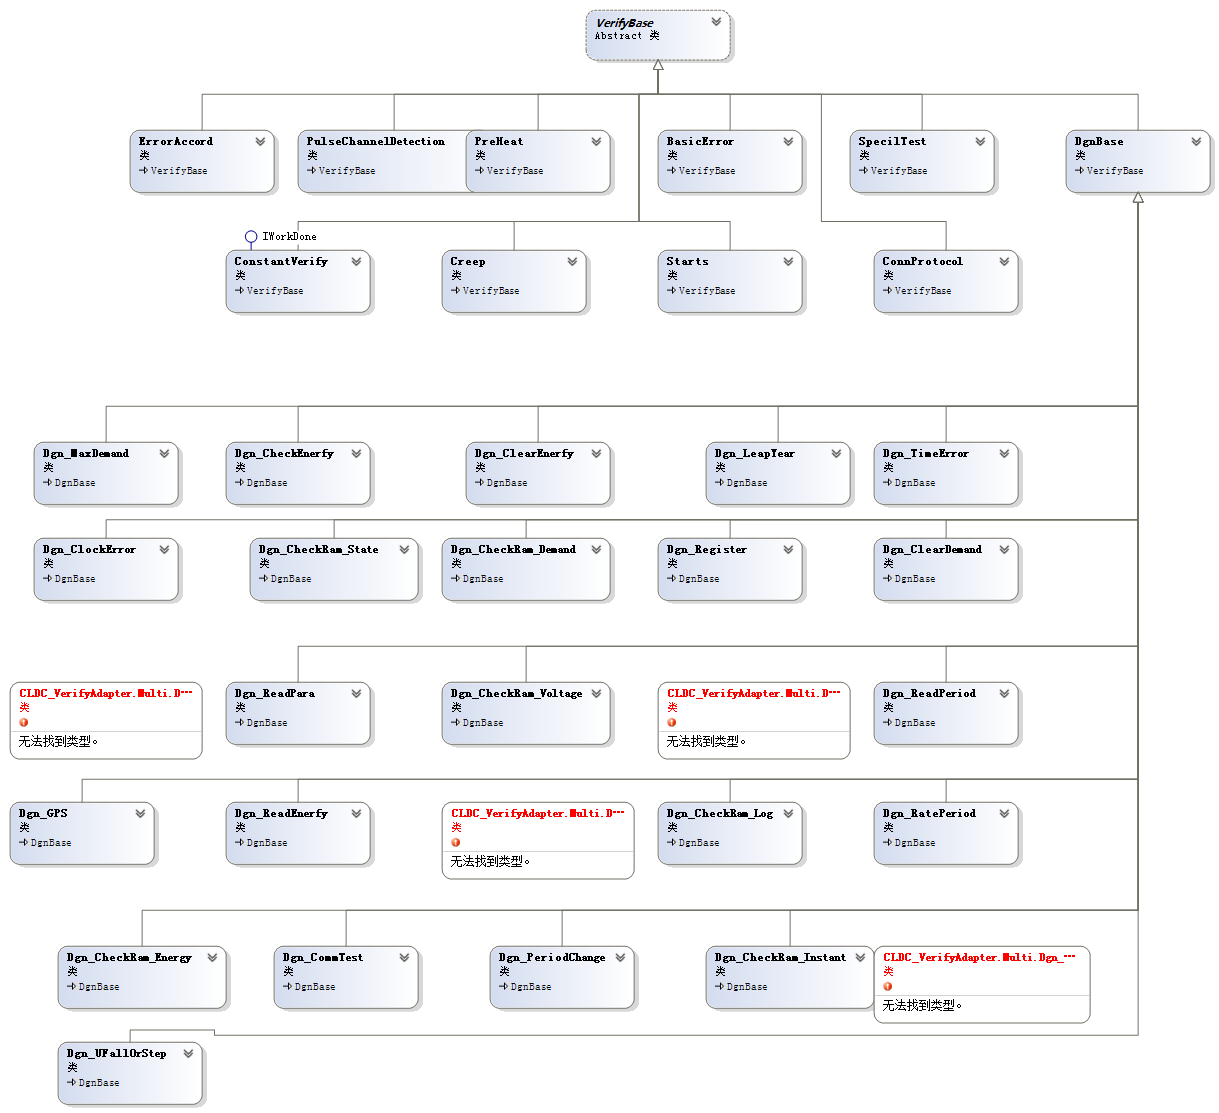 VerifyBase
Abstract 类
ErrorAccord
类
VerifyBase
PulseChannelDetection
类
VerifyBase
PreHeat
类
VerifyBase
BasicError
类
VerifyBase
SpecilTest
类
VerifyBase
DgnBase
类
VerifyBase
IWorkDone
ConstantVerify
类
VerifyBase
Creep
类
VerifyBase
Starts
类
VerifyBase
ConnProtocol
类
VerifyBase
Dgn_MaxDemand
类
DgnBase
Dgn_CheckEnerfy
类
DgnBase
Dgn_ClearEnerfy
类
DgnBase
Dgn_LeapYear
类
DgnBase
Dgn_TimeError
类
DgnBase
Dgn_ClockError
类
DgnBase
Dgn_CheckRam_State
类
DgnBase
Dgn_CheckRam_Demand
类
DgnBase
Dgn_Register
类
DgnBase
Dgn_ClearDemand
类
DgnBase
CLDC_VerifyAdapter.Multi.D···
类
无法找到类型。
Dgn_ReadPara
类
DgnBase
Dgn_CheckRam_Voltage
类
DgnBase
CLDC_VerifyAdapter.Multi.D···
类
无法找到类型。
Dgn_ReadPeriod
类
DgnBase
Dgn_GPS
类
DgnBase
Dgn_ReadEnerfy
类
DgnBase
CLDC_VerifyAdapter.Multi.D···
类
无法找到类型。
Dgn_CheckRam_Log
类
DgnBase
Dgn_RatePeriod
类
DgnBase
Dgn_CheckRam_Energy
类
DgnBase
Dgn_CommTest
类
DgnBase
Dgn_PeriodChange
类
DgnBase
Dgn_CheckRam_Instant
类
DgnBase
CLDC_VerifyAdapter.Multi.Dgn_···
类
无法找到类型。
Dgn_UFallOrStep
类
DgnBase